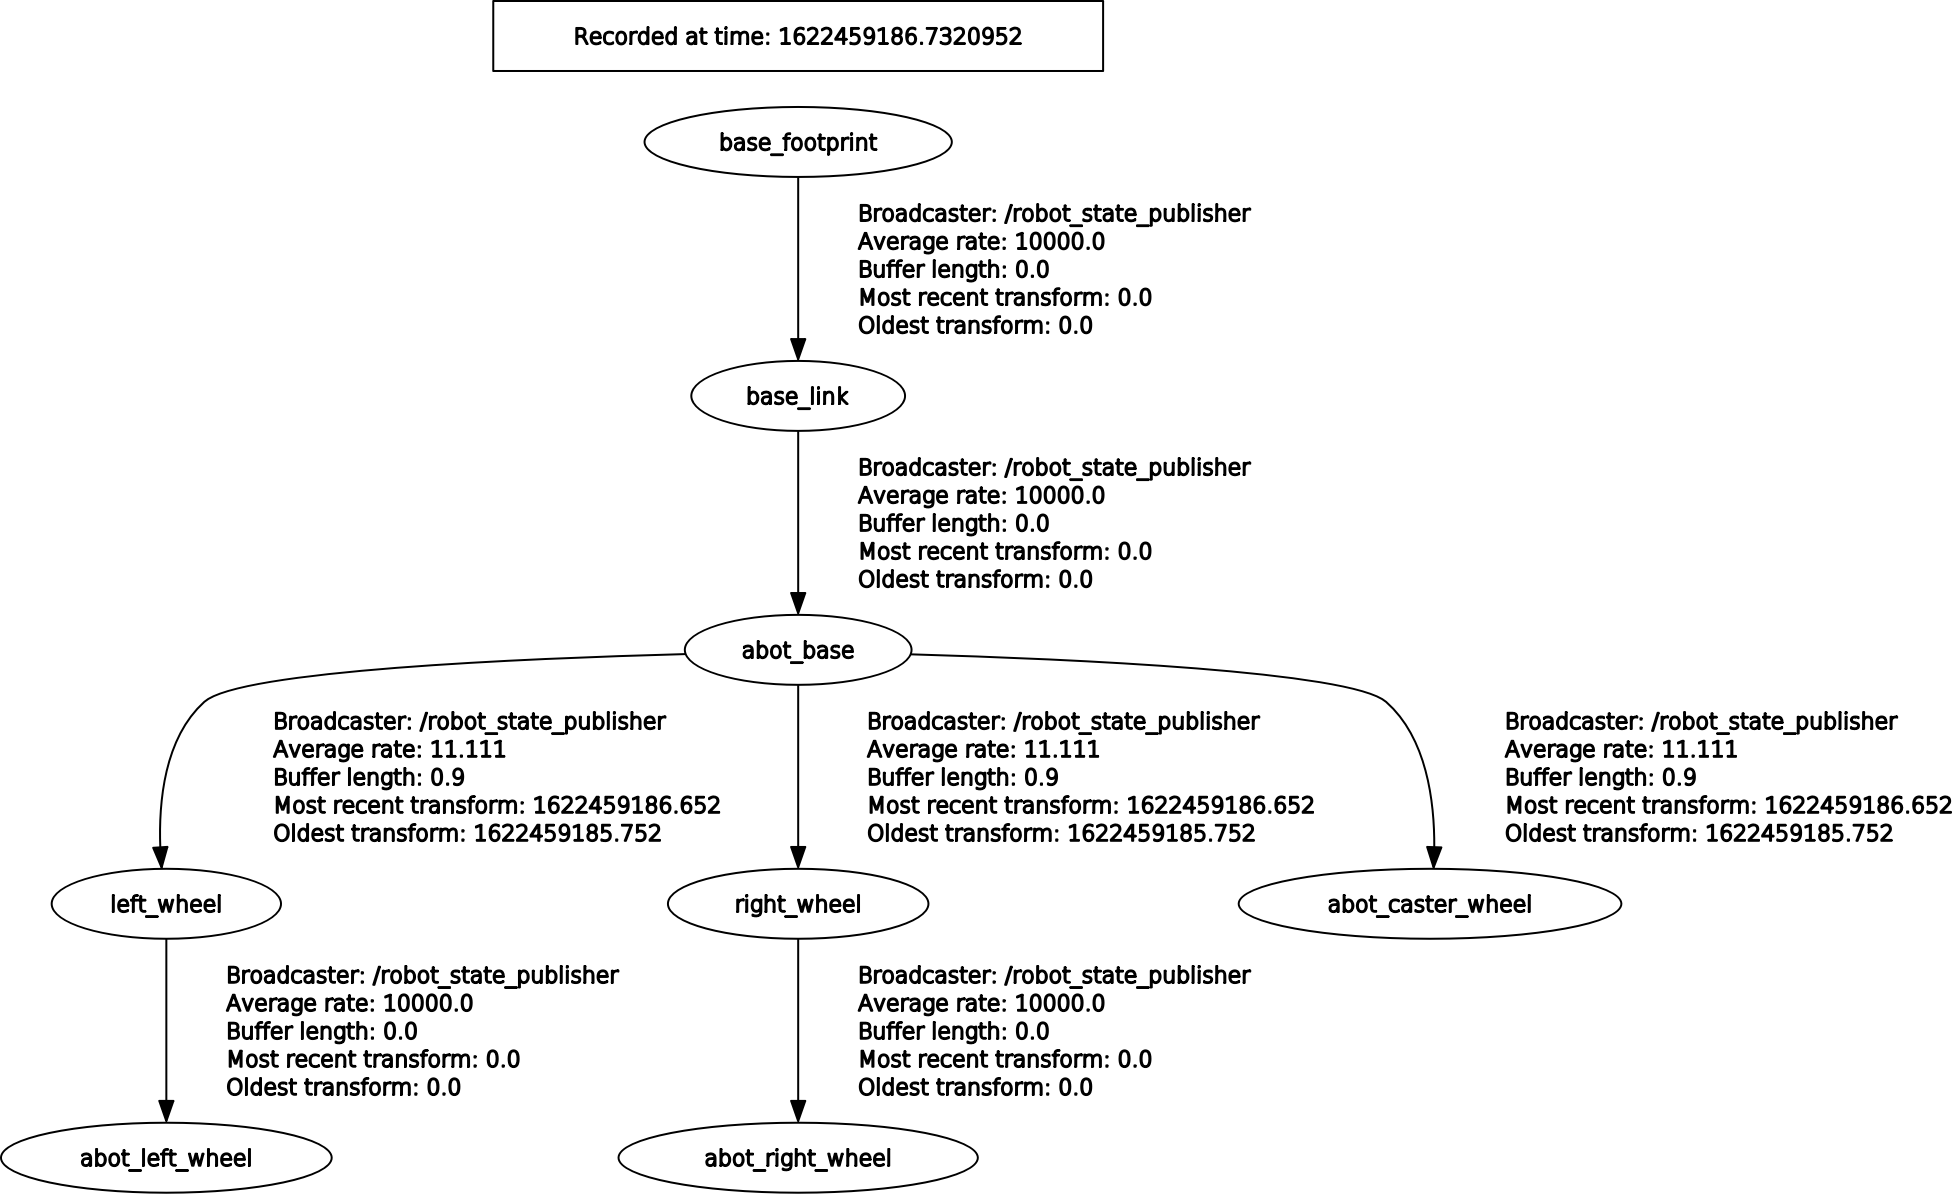 Recorded at time: 1622459186.7320952
base_footprint
Broadcaster: /robot_state_publisher
Average rate: 10000.0
Buffer length: 0.0
Most recent transform: 0.0
Oldest transform: 0.0
base_link
Broadcaster: /robot_state_publisher
Average rate: 10000.0
Buffer length: 0.0
Most recent transform: 0.0
Oldest transform: 0.0
abot_base
Broadcaster: /robot_state_publisher
Average rate: 11.111
Buffer length: 0.9
Most recent transform: 1622459186.652
Oldest transform: 1622459185.752
Broadcaster: /robot_state_publisher
Average rate: 11.111
Buffer length: 0.9
Most recent transform: 1622459186.652
Oldest transform: 1622459185.752
Broadcaster: /robot_state_publisher
Average rate: 11.111
Buffer length: 0.9
Most recent transform: 1622459186.652
Oldest transform: 1622459185.752
left_wheel
right_wheel
abot_caster_wheel
Broadcaster: /robot_state_publisher
Average rate: 10000.0
Buffer length: 0.0
Most recent transform: 0.0
Oldest transform: 0.0
Broadcaster: /robot_state_publisher
Average rate: 10000.0
Buffer length: 0.0
Most recent transform: 0.0
Oldest transform: 0.0
abot_left_wheel
abot_right_wheel